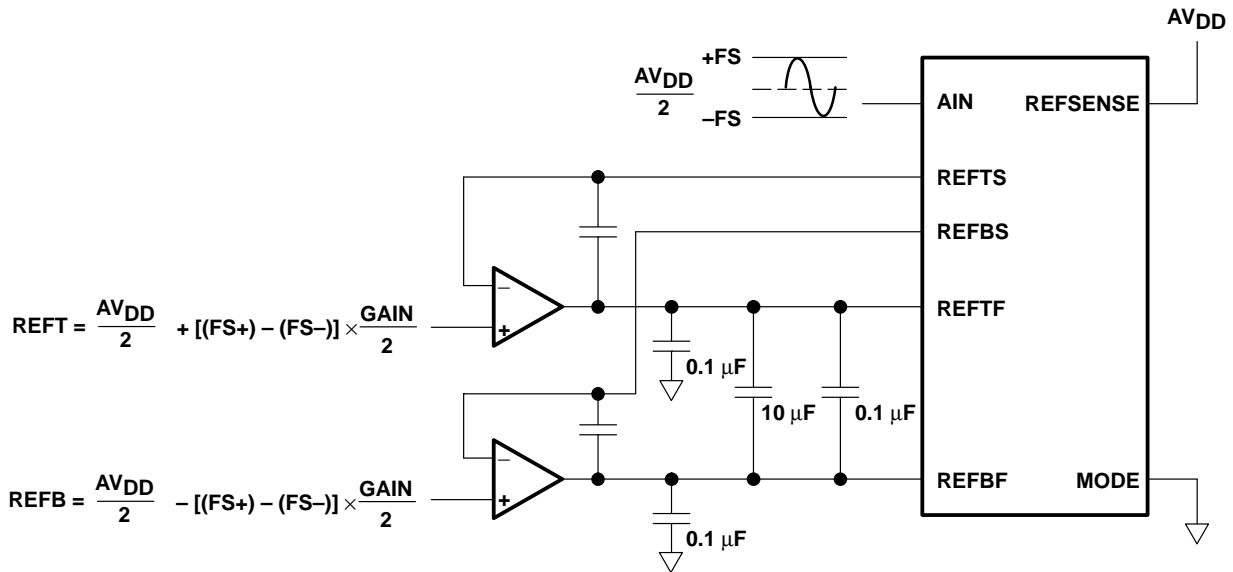 AVDD
+FS
AVDD
2
–FS
AIN
REFSENSE
REFTS
REFBS
–
+
REFT = AVDD
2
+ [(FS+) – (FS–)] × GAIN
2
REFTF
0.1 μF
10 μF
0.1 μF
–
+
REFB = AVDD
2
– [(FS+) – (FS–)] × GAIN
2
REFBF
MODE
0.1 μF